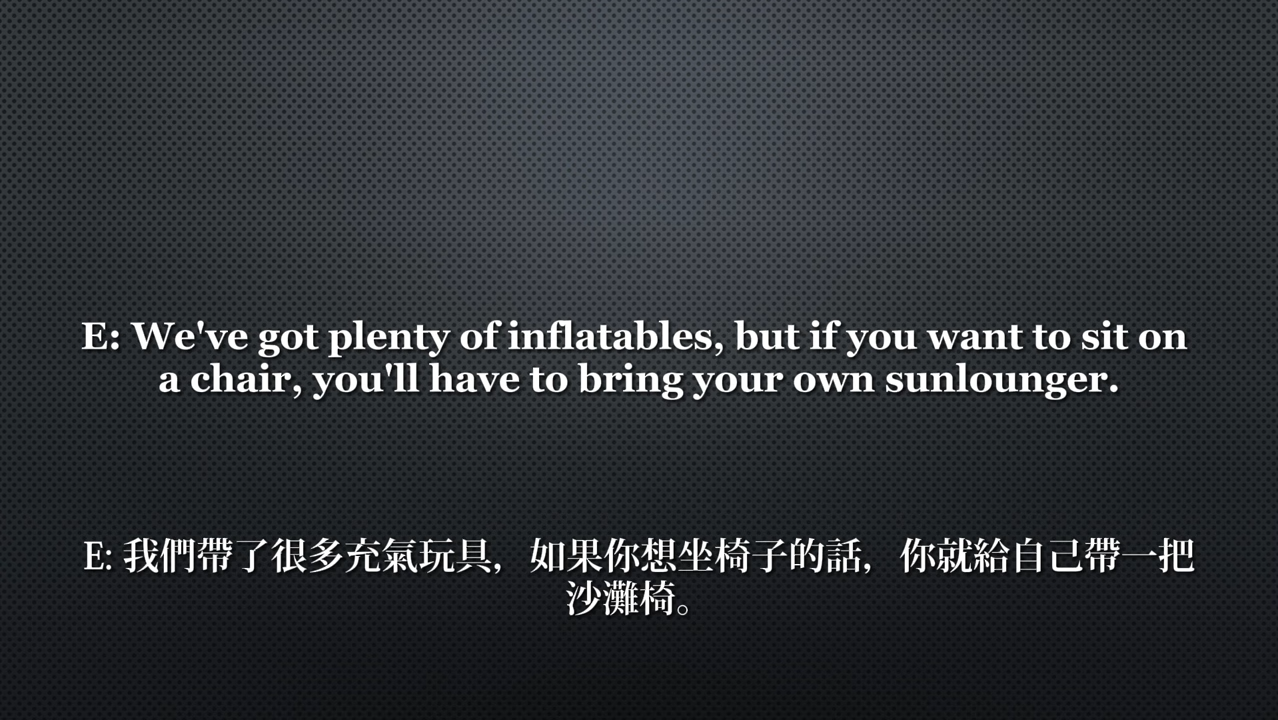 E: We've got plenty of inflatables, but if you want to sit on
a chair, you'll have to bring your own sunlounger.
E: 我們帶了很多充氣玩具，如果你想坐椅子的話，你就給自己帶一把
沙灘椅。